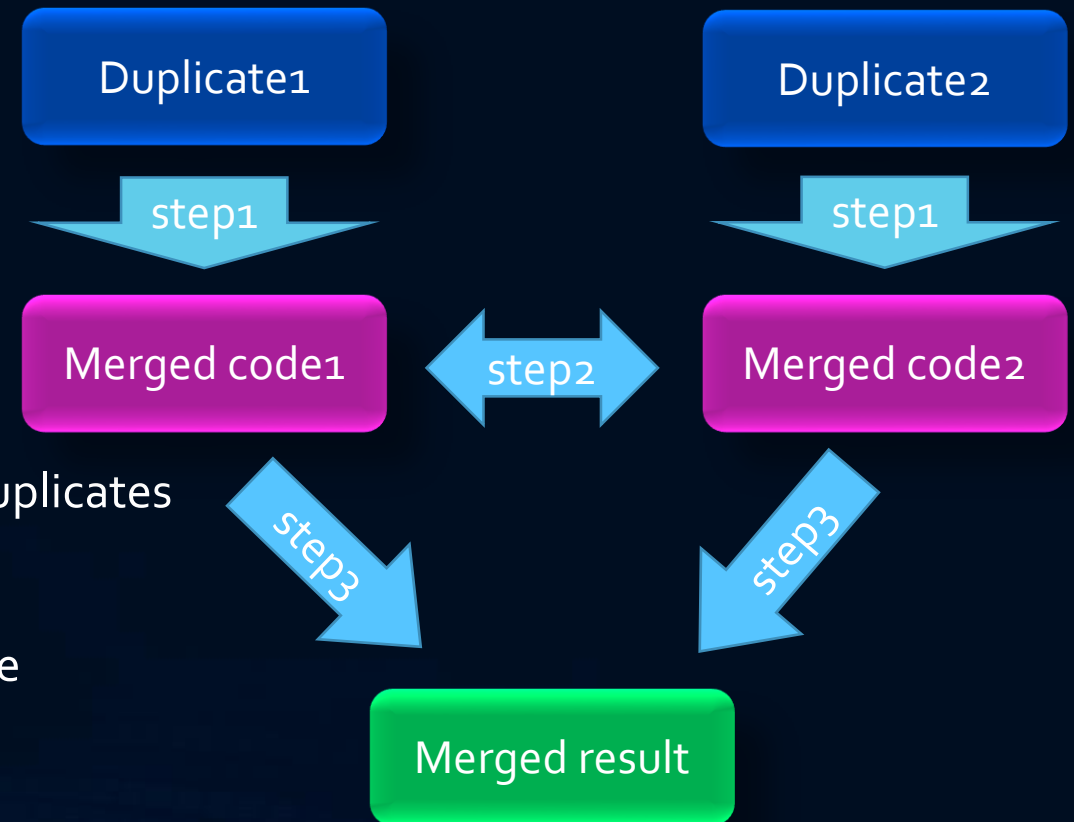 Duplicate1
Duplicate2
step1
step1
Merged code1
step2
Merged code2
uplicates
step3
step3
e
Merged result